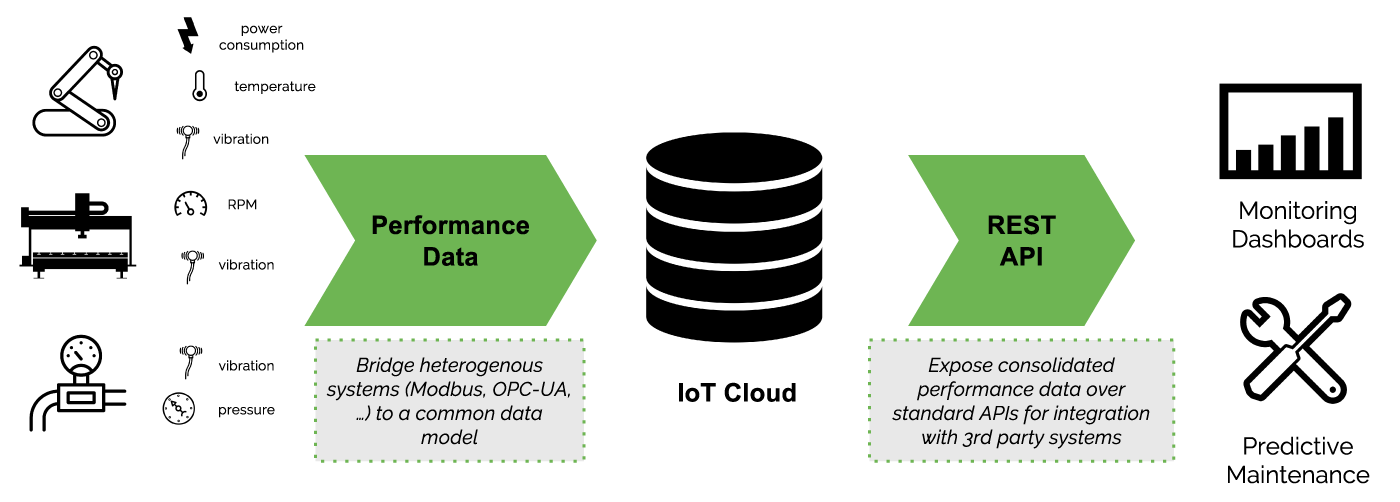 power
consumption
temperature
vibration
RPM
vibration
vibration
pressure
Performance
Data
Bridge heterogenous
systems (Modbus, OPC-UA,
...) to a common data
model
IoT Cloud
REST
API
Expose consolidated
performance data over
standard APIs for integration
with 3rd party systems
Monitoring
Dashboards
Predictive
Maintenance